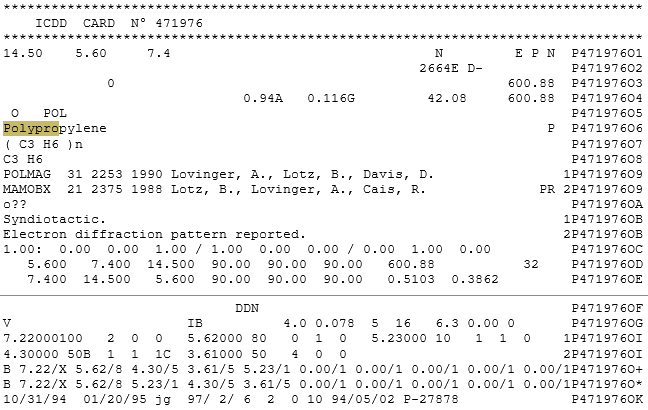 ********************************************************************************
ICDD CARD N° 471976
********************************************************************************
14.50 5.60 7.4 N E P N P47197601
2664E D- P47197602
0 600.88 P47197603
0.94A 0.116G 42.08 600.88 P47197604
O POL P47197605
Polypropylene P P47197606
( C3 H6 )n P47197607
C3 H6 P47197608
POLMAG 31 2253 1990 Lovinger, A., Lotz, B., Davis, D. 1P47197609
MAMOBX 21 2375 1988 Lotz, B., Lovinger, A., Cais, R. PR 2P47197609
o?? P4719760A
Syndiotactic. 1P4719760B
Electron diffraction pattern reported. 2P4719760B
1.00: 0.00 0.00 1.00 / 1.00 0.00 0.00 / 0.00 1.00 0.00 P4719760C
5.600 7.400 14.500 90.00 90.00 90.00 600.88 32 P4719760D
7.400 14.500 5.600 90.00 90.00 90.00 0.5103 0.3862 P4719760E
DDN P4719760F
V IB 4.0 0.078 5 16 6.3 0.00 0 P4719760G
7.22000100 2 0 0 5.62000 80 0 1 0 5.23000 10 1 1 0 1P4719760I
4.30000 50B 1 1 1C 3.61000 50 4 0 0 2P4719760I
B 7.22/X 5.62/8 4.30/5 3.61/5 5.23/1 0.00/1 0.00/1 0.00/1 0.00/1 0.00/1P4719760+
B 7.22/X 5.62/8 5.23/1 4.30/5 3.61/5 0.00/1 0.00/1 0.00/1 0.00/1 0.00/1P4719760*
10/31/94 01/20/95 jg 97/ 2/ 6 2 0 10 94/05/02 P-27878 P4719760K